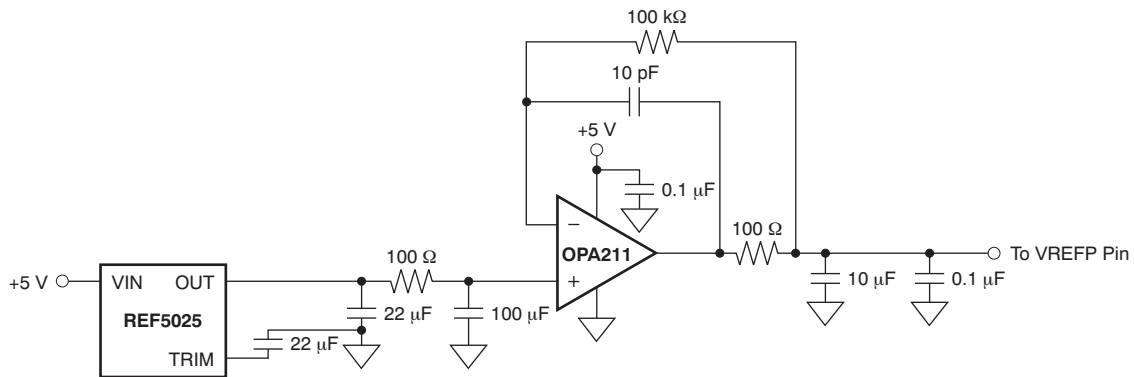 100 kΩ
10 pF
+5 V
0.1 μF
−
OPA211
+
100 Ω
To VREFP Pin
10 μF
0.1 μF
100 Ω
+5 V
VIN
OUT
REF5025
TRIM
22 μF
22 μF
100 μF